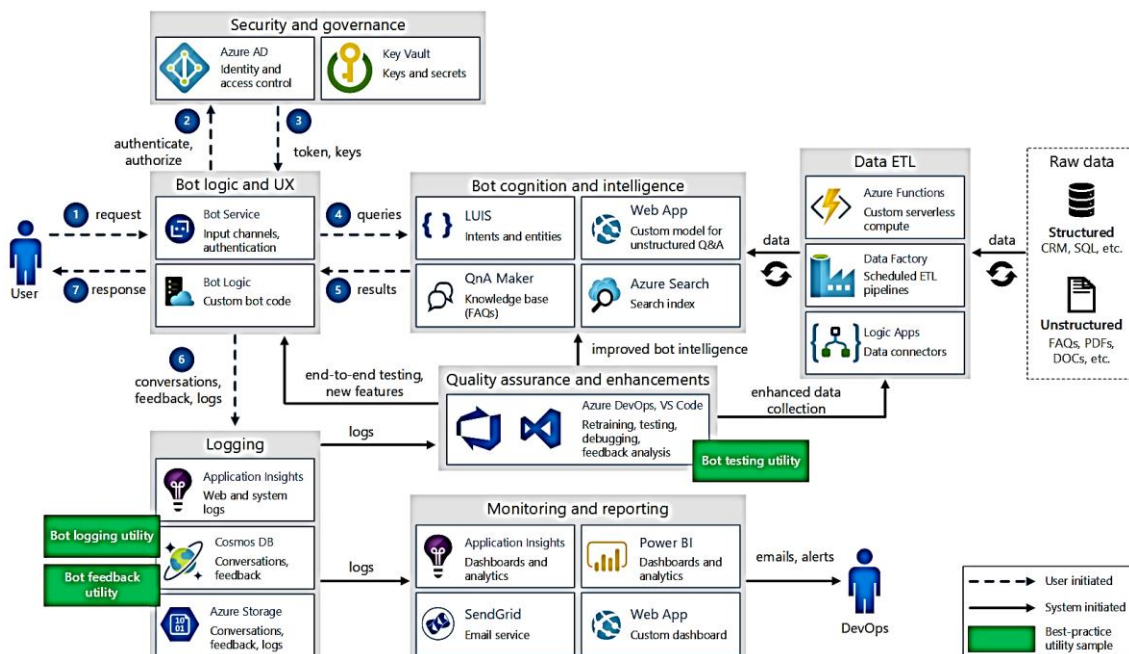 Security and governance
Azure AD
Identity and
access control
Key Vault
Keys and secrets
2
3
authenticate,
authorize
token, keys
Bot logic and UX
Bot Service
Input channels,
authentication
Bot Logic
Custom bot code
1 request
7 response
User
4 queries
5 results
Bot cognition and intelligence
LUIS
Intents and entities
Web App
Custom model for
unstructured Q&A
QnA Maker
Knowledge base
(FAQs)
Azure Search
Search index
data
Data ETL
Azure Functions
Custom serverless
compute
Data Factory
Scheduled ETL
pipelines
Logic Apps
Data connectors
data
Raw data
Structured
CRM, SQL, etc.
Unstructured
FAQs, PDFs,
DOCs, etc.
6
conversations,
feedback, logs
end-to-end testing,
new features
improved bot intelligence
enhanced data
collection
Quality assurance and enhancements
Azure DevOps, VS Code
Retraining, testing,
debugging,
feedback analysis
Bot testing utility
logs
Logging
Application Insights
Web and system
logs
Cosmos DB
Conversations,
feedback
Azure Storage
Conversations,
feedback, logs
10
01
Bot logging utility
Bot feedback
utility
logs
Monitoring and reporting
Application Insights
Dashboards and
analytics
Power BI
Dashboards and
analytics
SendGrid
Email service
Web App
Custom dashboard
emails, alerts
DevOps
User initiated
System initiated
Best-practice
utility sample